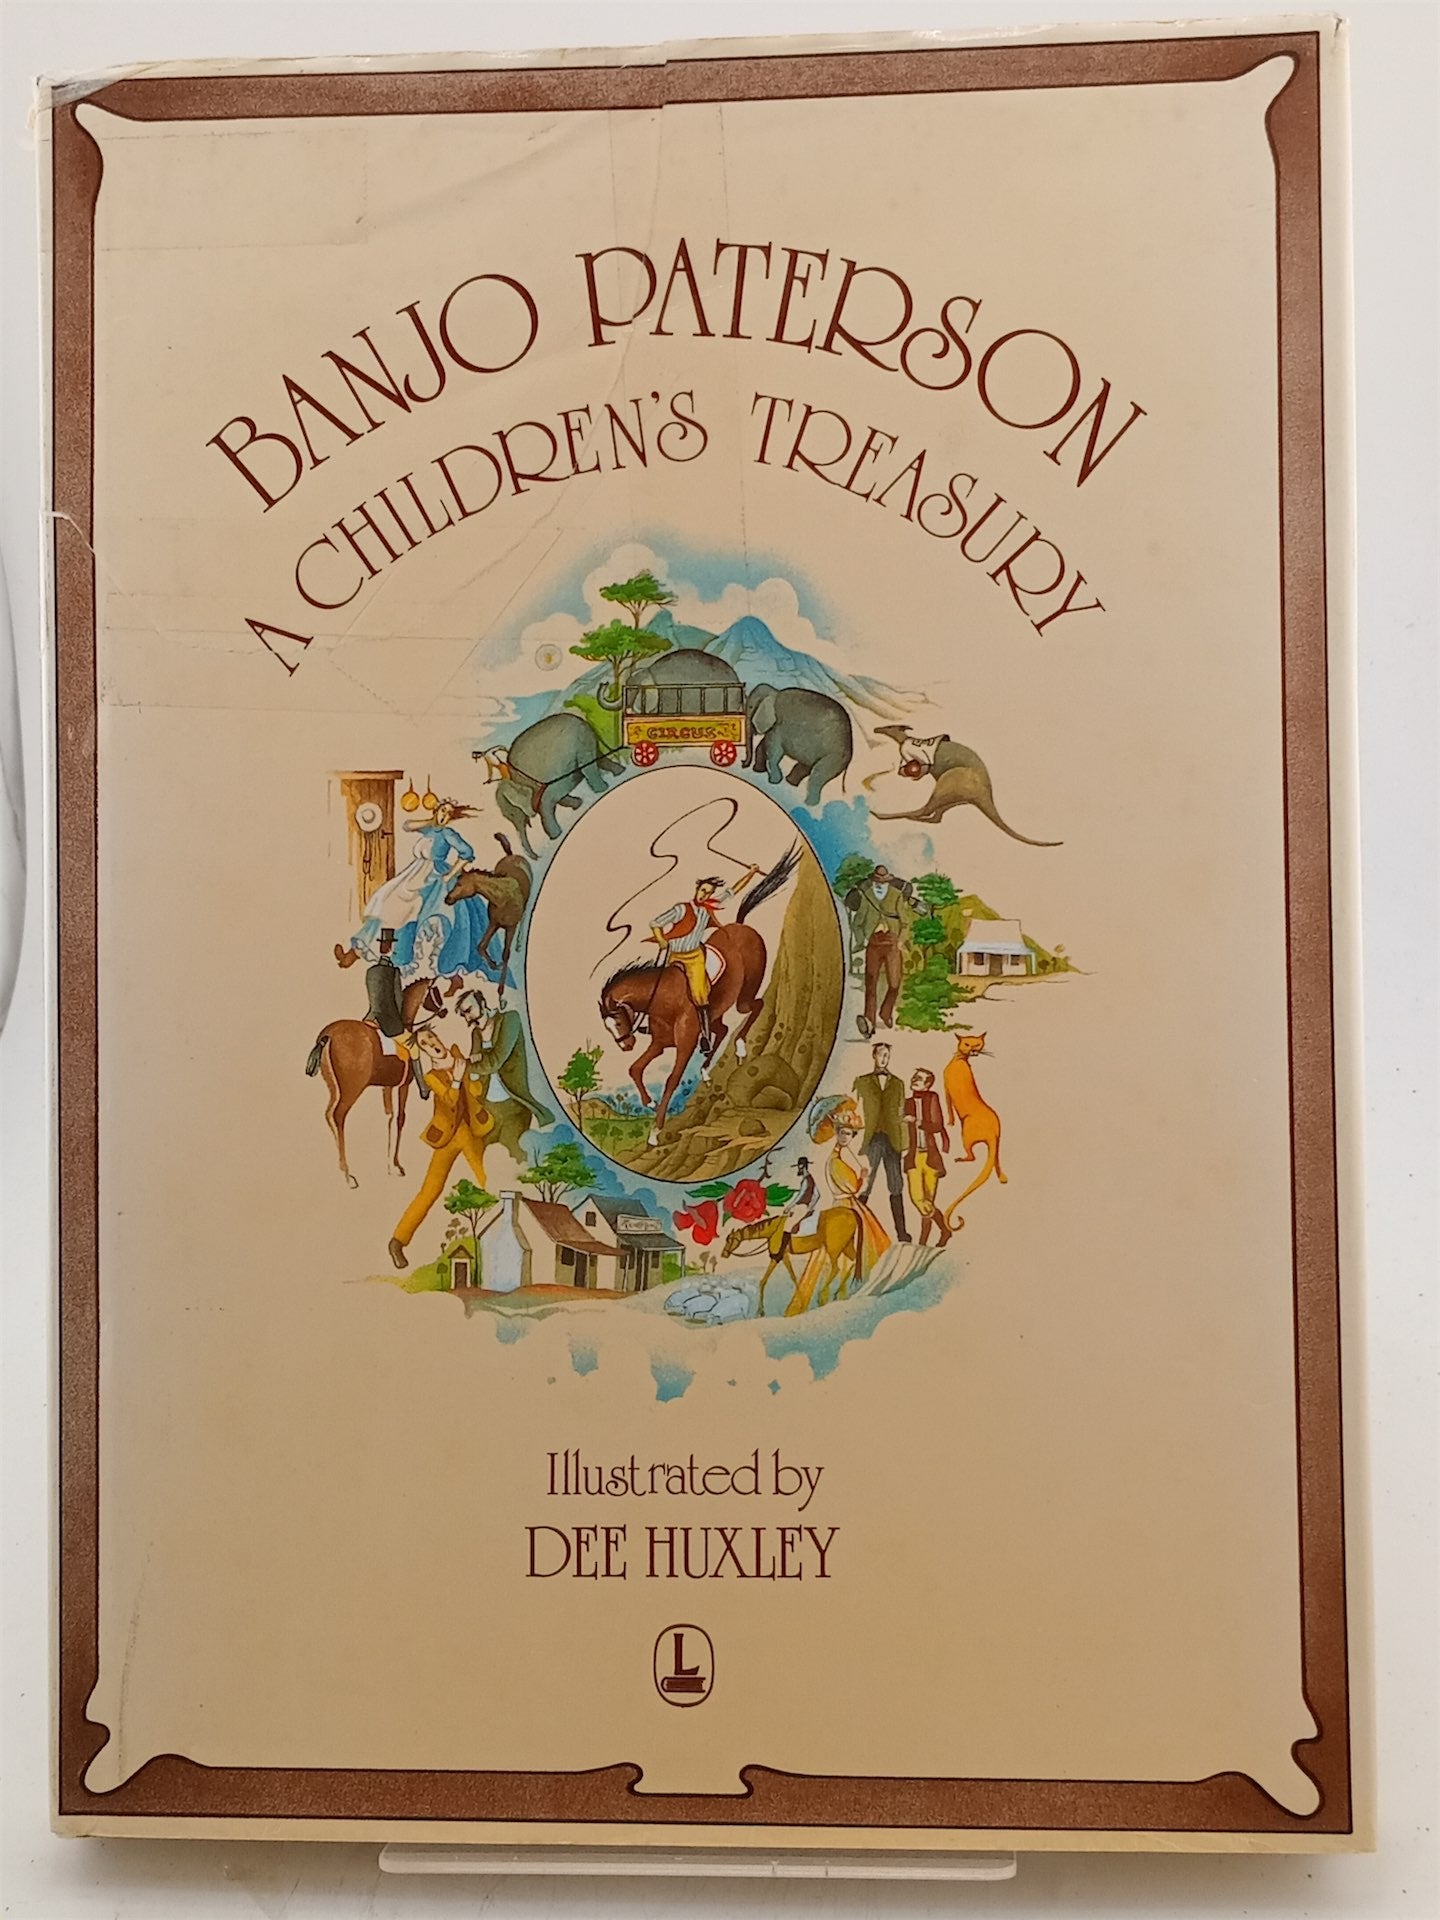 BANJO PATERSON
A CHILDREN'S TREASURY
CIRCUS
Illustrated by
DEE HUXLEY
L